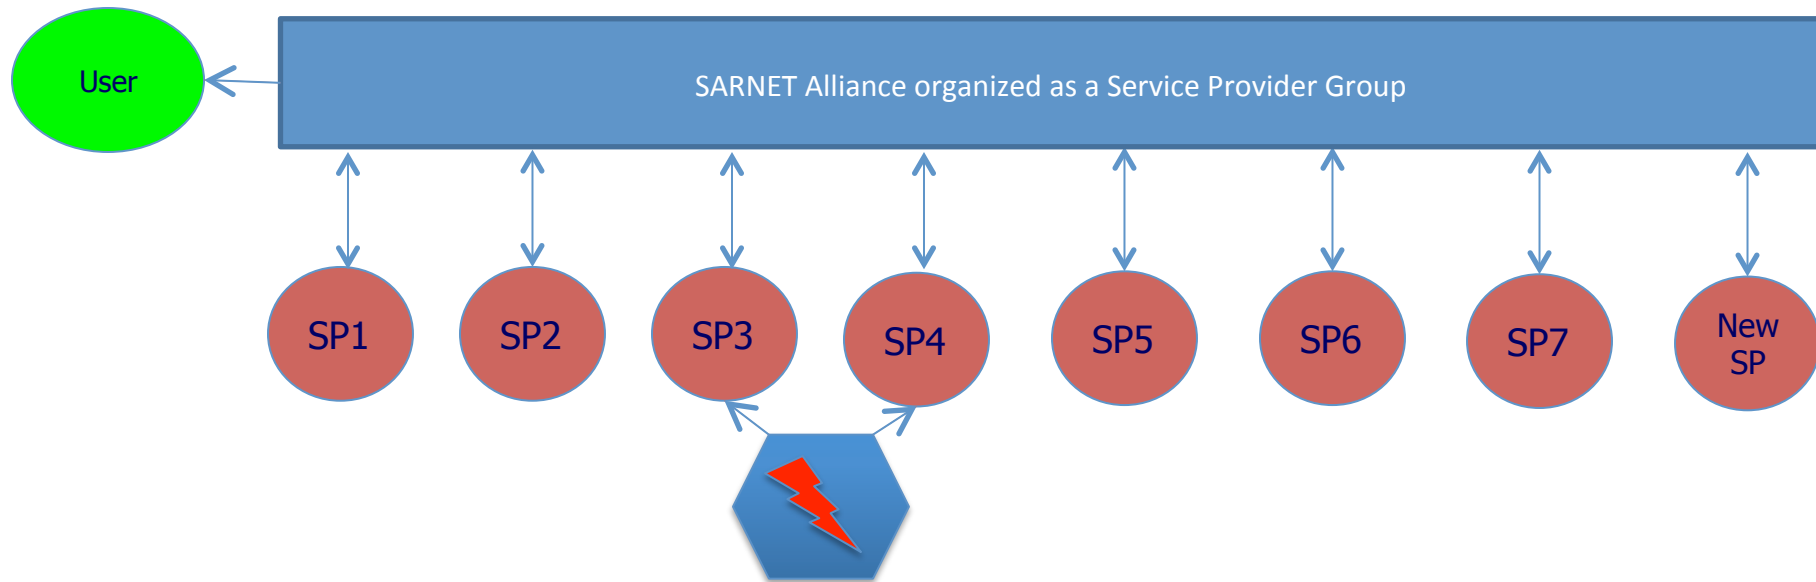 User
SARNET Alliance organized as a Service Provider Group
SP1
SP2
SP3
SP4
SP5
SP6
SP7
New
SP